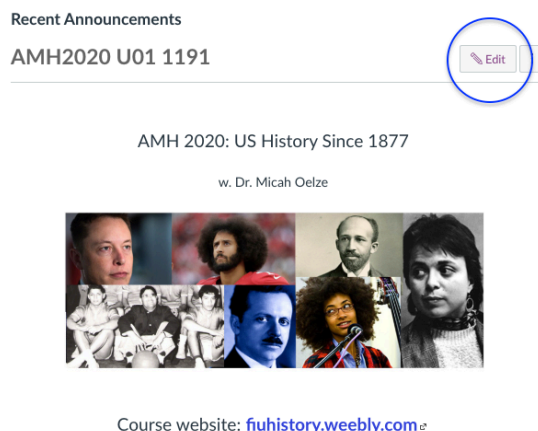 Recent Announcements
AMH2020 U01 1191
Edit
AMH 2020: US History Since 1877
w. Dr. Micah Oelze
Course website: fiuhistory.weebly.com